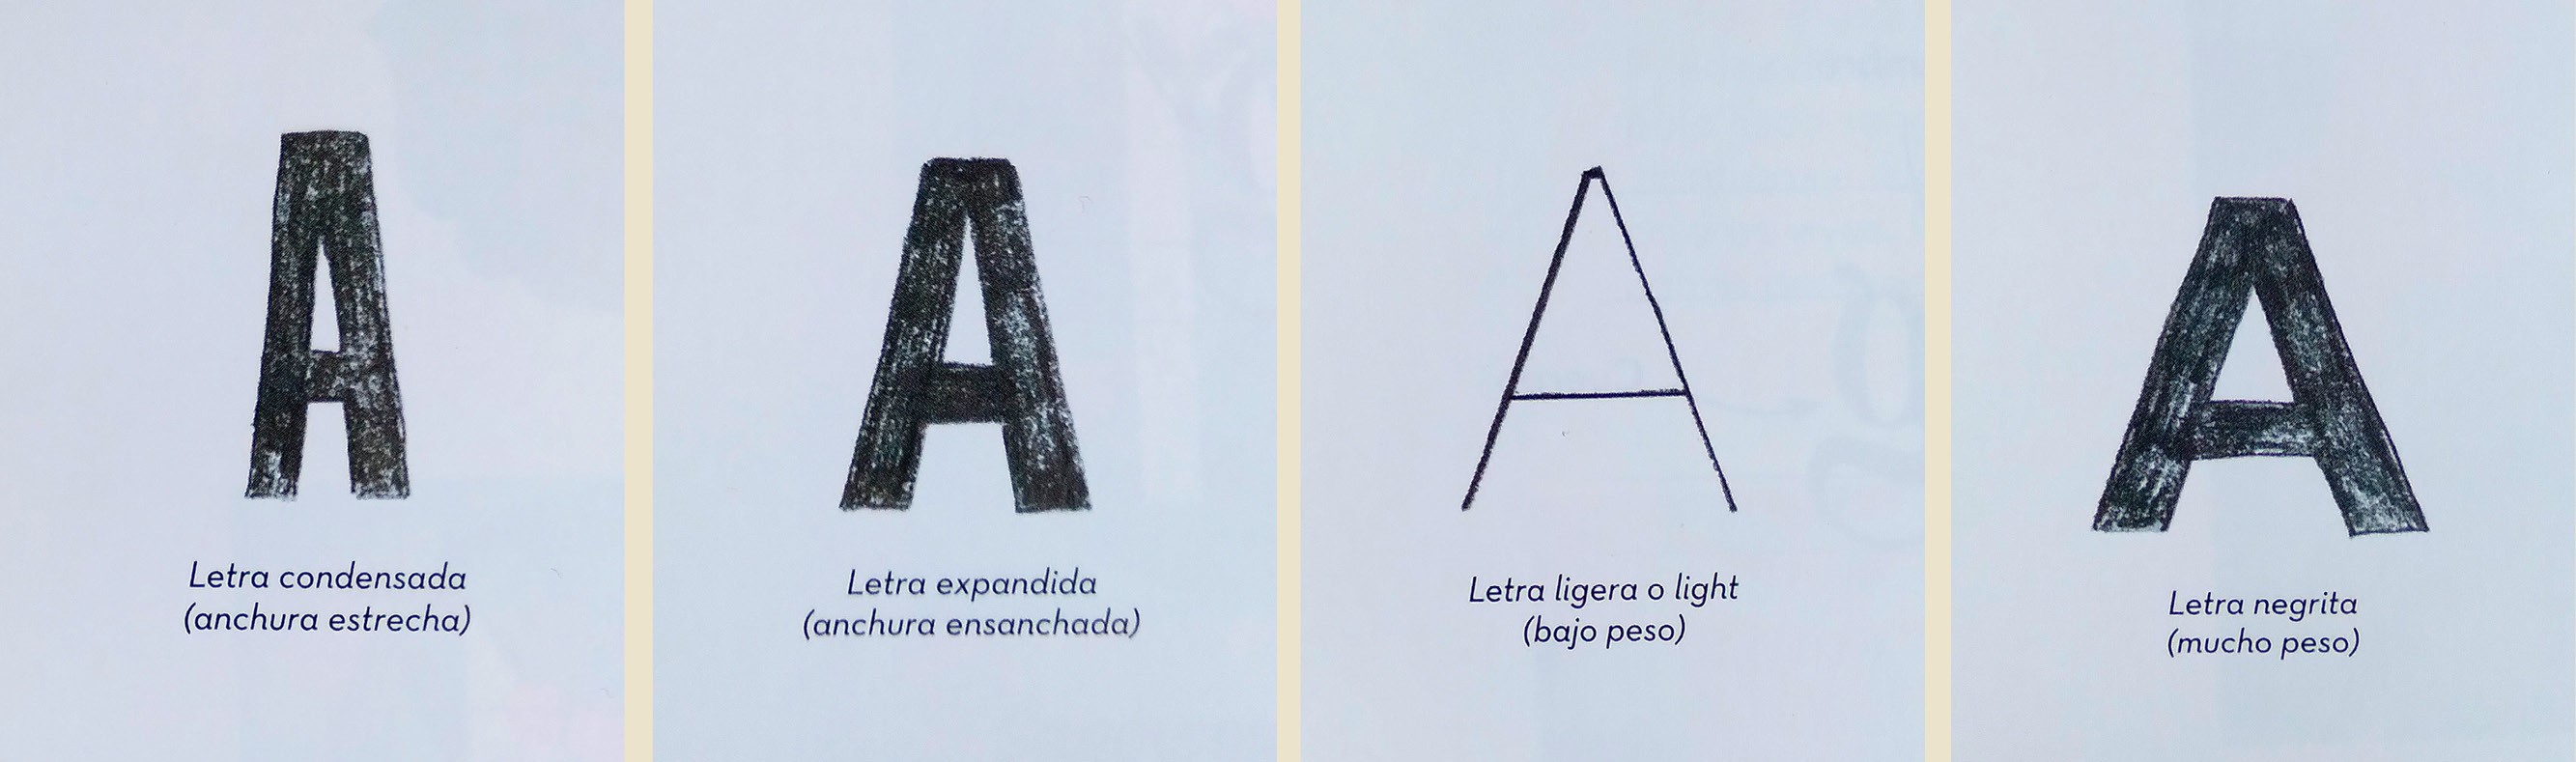 A
Letra condensada
(anchura estrecha)
A
Letra expandida
(anchura ensanchada)
A
Letra ligera o light
(bajo peso)
A
Letra negrita
(mucho peso)